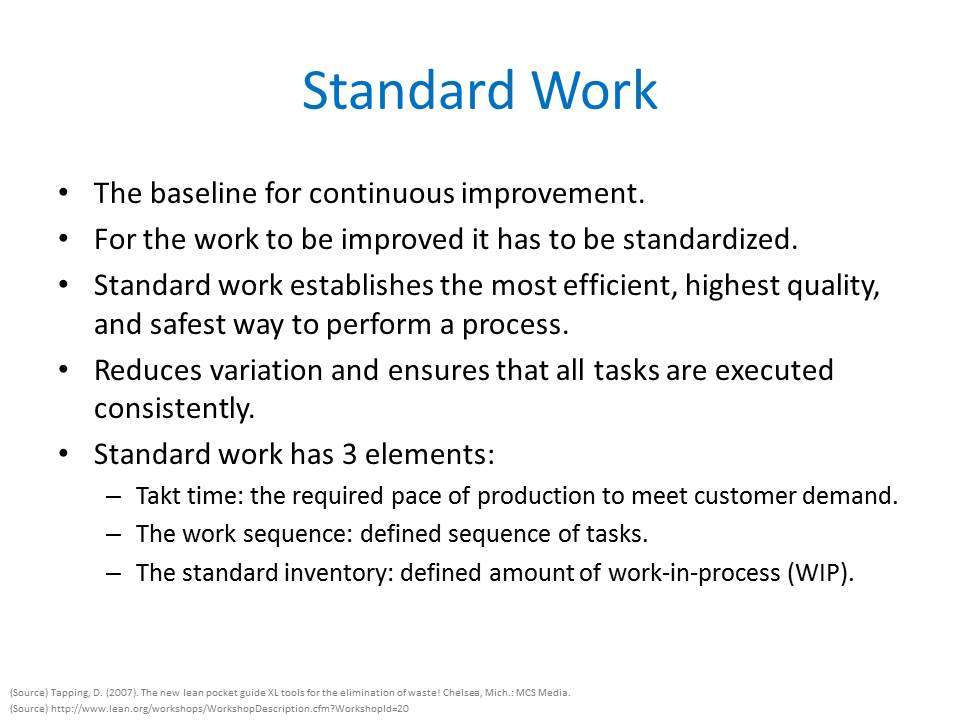 Standard Work
• The baseline for continuous improvement.
• For the work to be improved it has to be standardized.
• Standard work establishes the most efficient, highest quality,
and safest way to perform a process.
• Reduces variation and ensures that all tasks are executed
consistently.
• Standard work has 3 elements:
– Takt time: the required pace of production to meet customer demand.
– The work sequence: defined sequence of tasks.
– The standard inventory: defined amount of work-in-process (WIP).
(Source) Tapping, D. (2007). The new lean pocket guide XL tools for the elimination of waste! Chelsea, Mich.: MCS Media.
(Source) http://www.lean.org/workshops/WorkshopDescription.cfm?WorkshopId=20